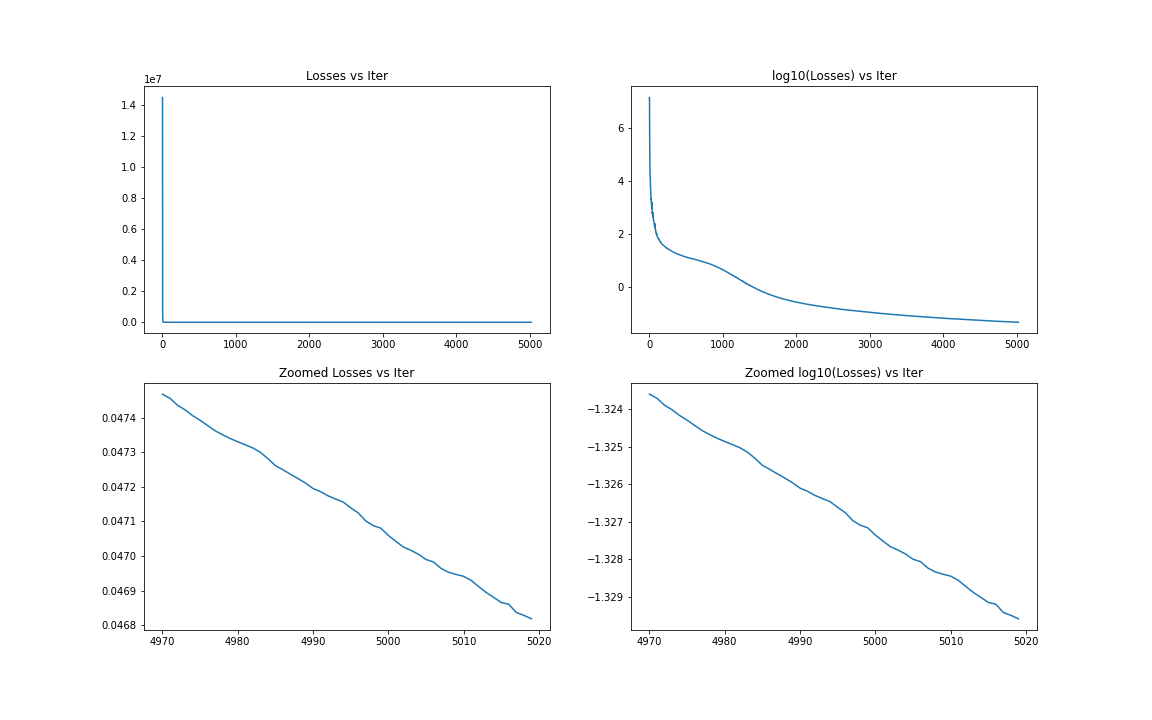 Losses vs Iter
1e7
1.4
1.2
1.0
0.8
0.6
0.4
0.2
0.0
0 1000 2000 3000 4000 5000
log10(Losses) vs Iter
6
4
2
0
0 1000 2000 3000 4000 5000
Zoomed Losses vs Iter
0.0474
0.0473
0.0472
0.0471
0.0470
0.0469
0.0468
4970 4980 4990 5000 5010 5020
Zoomed log10(Losses) vs Iter
−1.324
−1.325
−1.326
−1.327
−1.328
−1.329
4970 4980 4990 5000 5010 5020